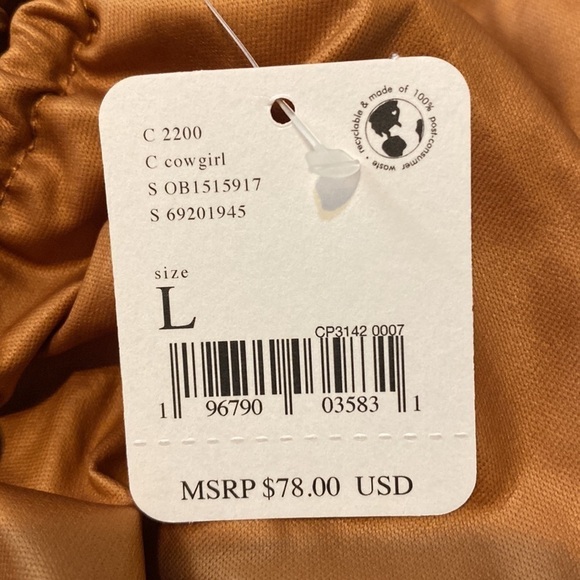 recyclable & made of 100% post-consumer waste •
C 2200
C cowgirl
S OB1515917
S 69201945
size
L
CP3142 0007
1 96790 03583 1
MSRP $78.00 USD